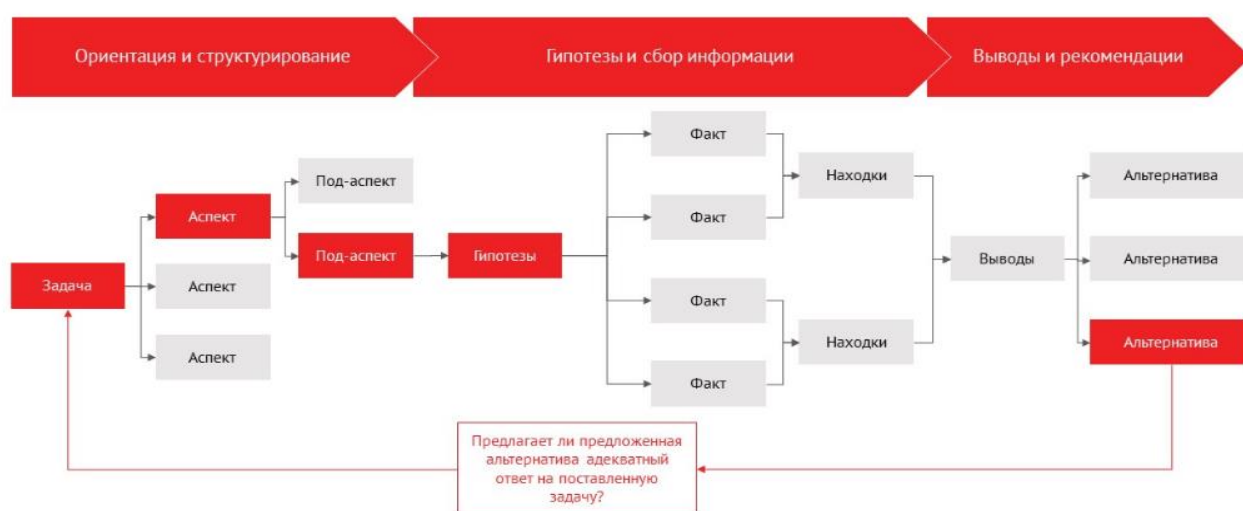 Ориентация и структурирование
Гипотезы и сбор информации
Выводы и рекомендации
Задача
Аспект
Аспект
Аспект
Под-аспект
Под-аспект
Гипотезы
Факт
Факт
Факт
Факт
Находки
Находки
Выводы
Альтернатива
Альтернатива
Альтернатива
Предлагает ли предложенная
альтернатива адекватный
ответ на поставленную
задачу?